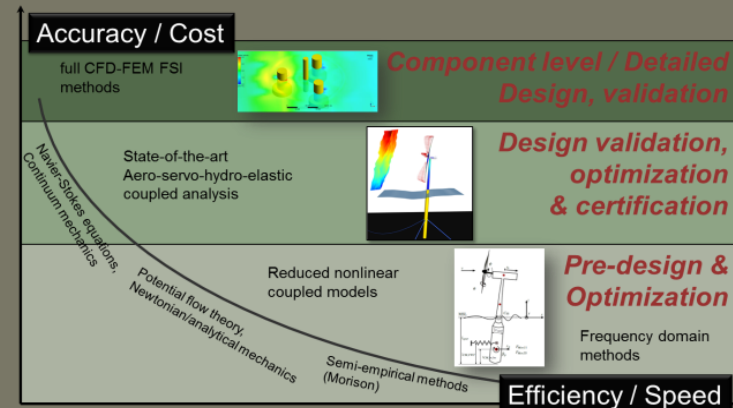 Accuracy / Cost
full CFD-FEM FSI
methods
Component level / Detailed
Design, validation
State-of-the-art
Aero-servo-hydro-elastic
coupled analysis
Design validation,
optimization
& certification
Navier-Stokes equations,
Continuum mechanics
Reduced nonlinear
coupled models
Pre-design &
Optimization
Potential flow theory,
Newtonian/analytical mechanics
Frequency domain
methods
Semi-empirical methods
(Morison)
Efficiency / Speed